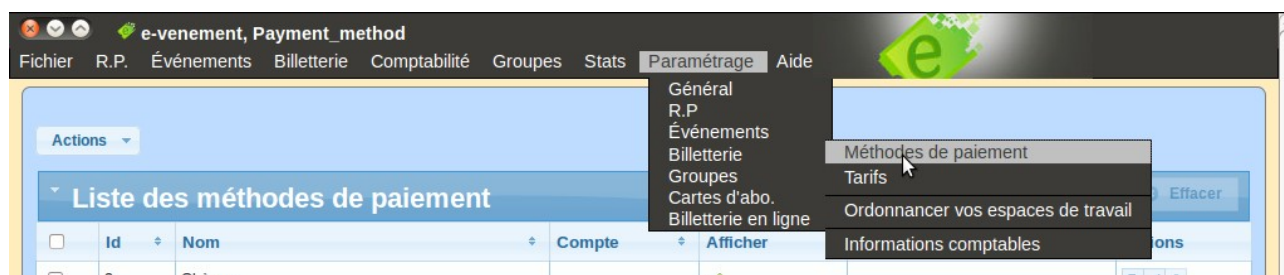 e-venement, Payment_method
Fichier R.P. Événements Billetterie Comptabilité Groupes Stats Paramétrage Aide
Général
R.P
Événements
Billetterie
Groupes
Cartes d'abo.
Billetterie en ligne
Méthodes de paiement
Tarifs
Ordonnancer vos espaces de travail
Informations comptables
Actions
Liste des méthodes de paiement
Effacer
Id Nom Compte Afficher